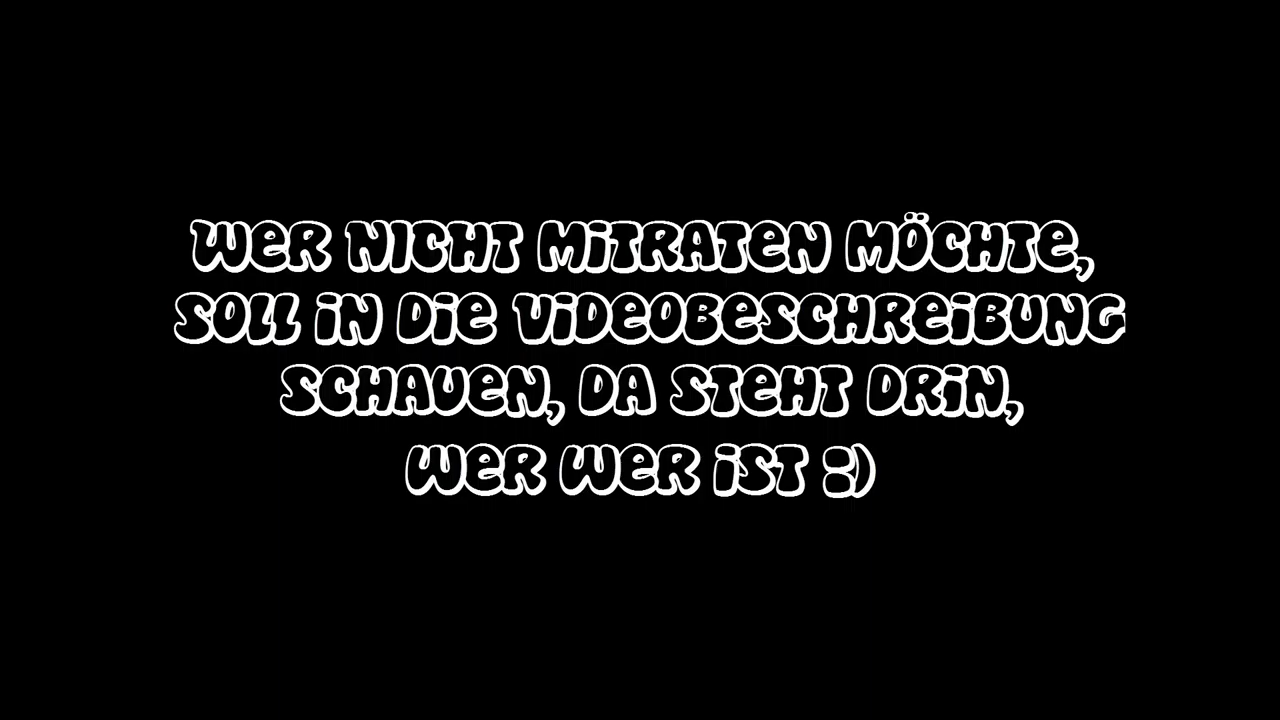 Wer nicht mitraten möchte,
soll in die Videobeschreibung
schauen, da steht drin,
wer wer ist :)